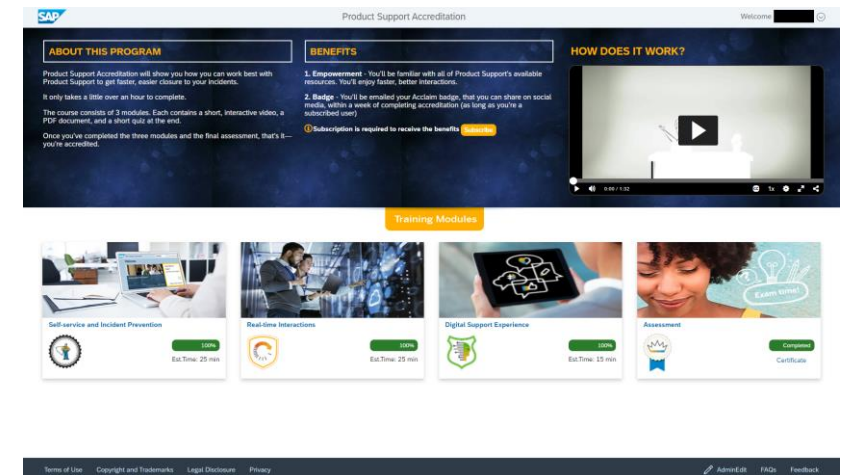 SAP
Product Support Accreditation
Welcome
ABOUT THIS PROGRAM
Product Support Accreditation will show you how you can work best with
Product Support to get faster, easier closure to your incidents.
It only takes a little over an hour to complete.
The course consists of 3 modules. Each contains a short, interactive video, a
PDF document, and a short quiz at the end.
Once you've completed the three modules and the final assessment, that's it—
you're accredited.
BENEFITS
1. Empowerment - You'll be familiar with all of Product Support's available
resources. You'll enjoy faster, better interactions.
2. Badge - You'll be emailed your Acclaim badge, that you can share on social
media, within a week of completing accreditation (as long as you're a
subscribed user)
Subscription is required to receive the benefits Subscribe
HOW DOES IT WORK?
0:00 / 1:32
1x
Training Modules
Self-service and Incident Prevention
100%
Est.Time: 25 min
Real-time Interactions
100%
Est.Time: 25 min
Digital Support Experience
100%
Est.Time: 15 min
Exam time!
Assessment
Completed
Certificate
Terms of Use Copyright and Trademarks Legal Disclosure Privacy
AdminEdit FAQs Feedback